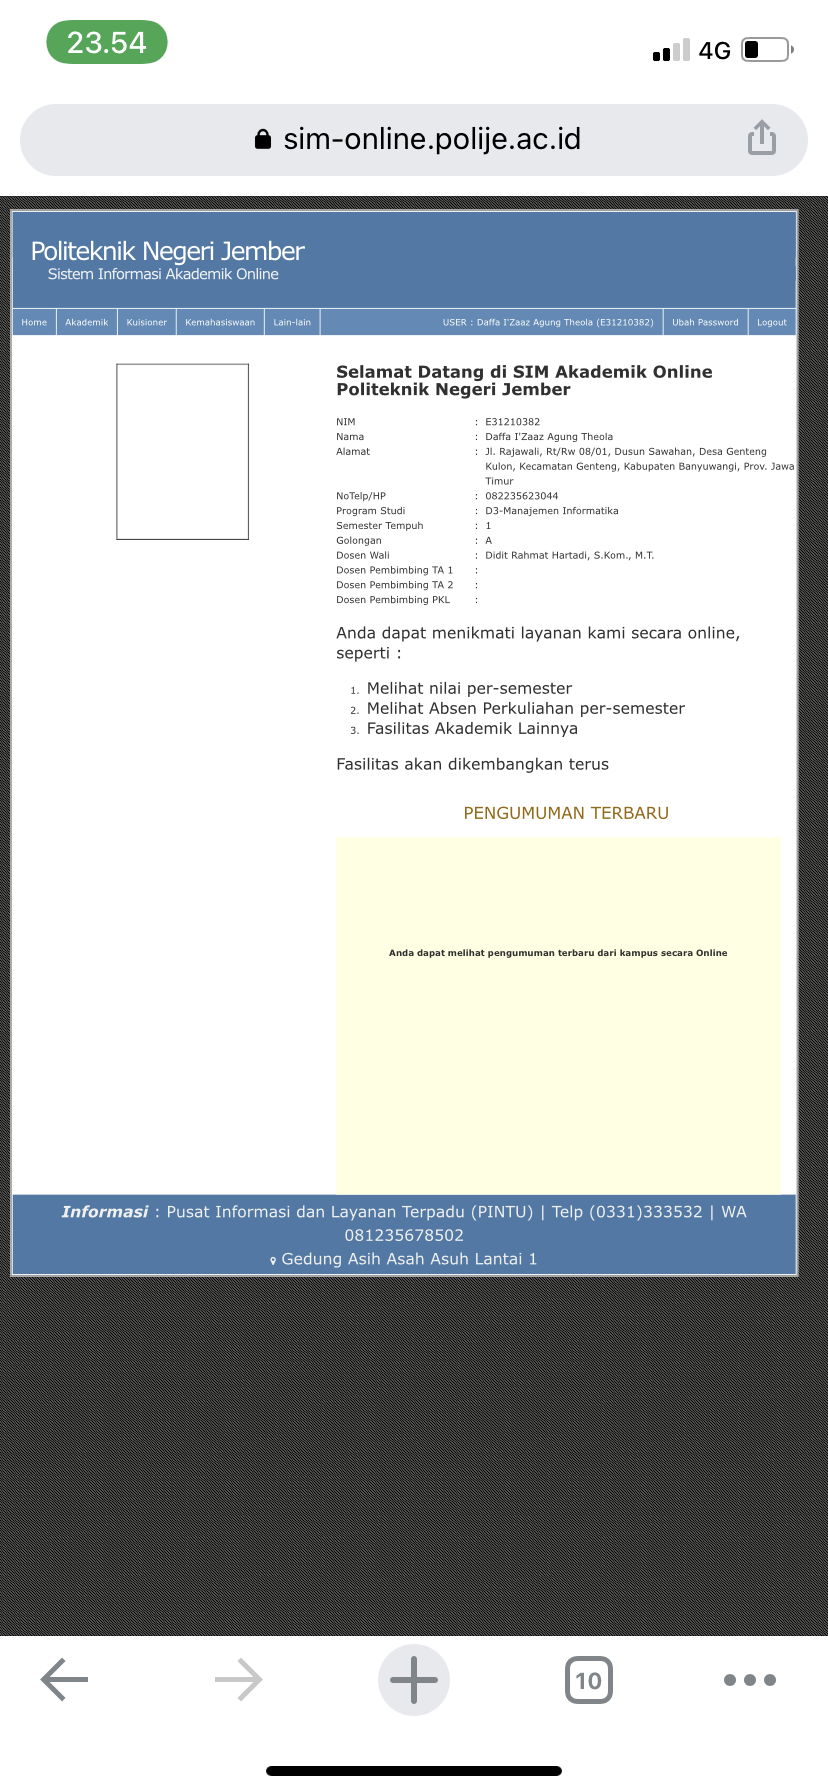 23.54
4G
sim-online.polije.ac.id
Politeknik Negeri Jember
Sistem Informasi Akademik Online
Home Akademik Kuisioner Kemahasiswaan Lain-lain USER : Daffa I'Zaaz Agung Theola (E31210382) Ubah Password Logout
Selamat Datang di SIM Akademik Online
Politeknik Negeri Jember
NIM : E31210382
Nama : Daffa I'Zaaz Agung Theola
Alamat : Jl. Rajawali, Rt/Rw 08/01, Dusun Sawahan, Desa Genteng
Kulon, Kecamatan Genteng, Kabupaten Banyuwangi, Prov. Jawa
Timur
NoTelp/HP : 082235623044
Program Studi : D3-Manajemen Informatika
Semester Tempuh : 1
Golongan : A
Dosen Wali : Didit Rahmat Hartadi, S.Kom., M.T.
Dosen Pembimbing TA 1 :
Dosen Pembimbing TA 2 :
Dosen Pembimbing PKL :
Anda dapat menikmati layanan kami secara online,
seperti :
1. Melihat nilai per-semester
2. Melihat Absen Perkuliahan per-semester
3. Fasilitas Akademik Lainnya
Fasilitas akan dikembangkan terus
PENGUMUMAN TERBARU
Anda dapat melihat pengumuman terbaru dari kampus secara Online
Informasi : Pusat Informasi dan Layanan Terpadu (PINTU) | Telp (0331)333532 | WA
081235678502
Gedung Asih Asah Asuh Lantai 1
10